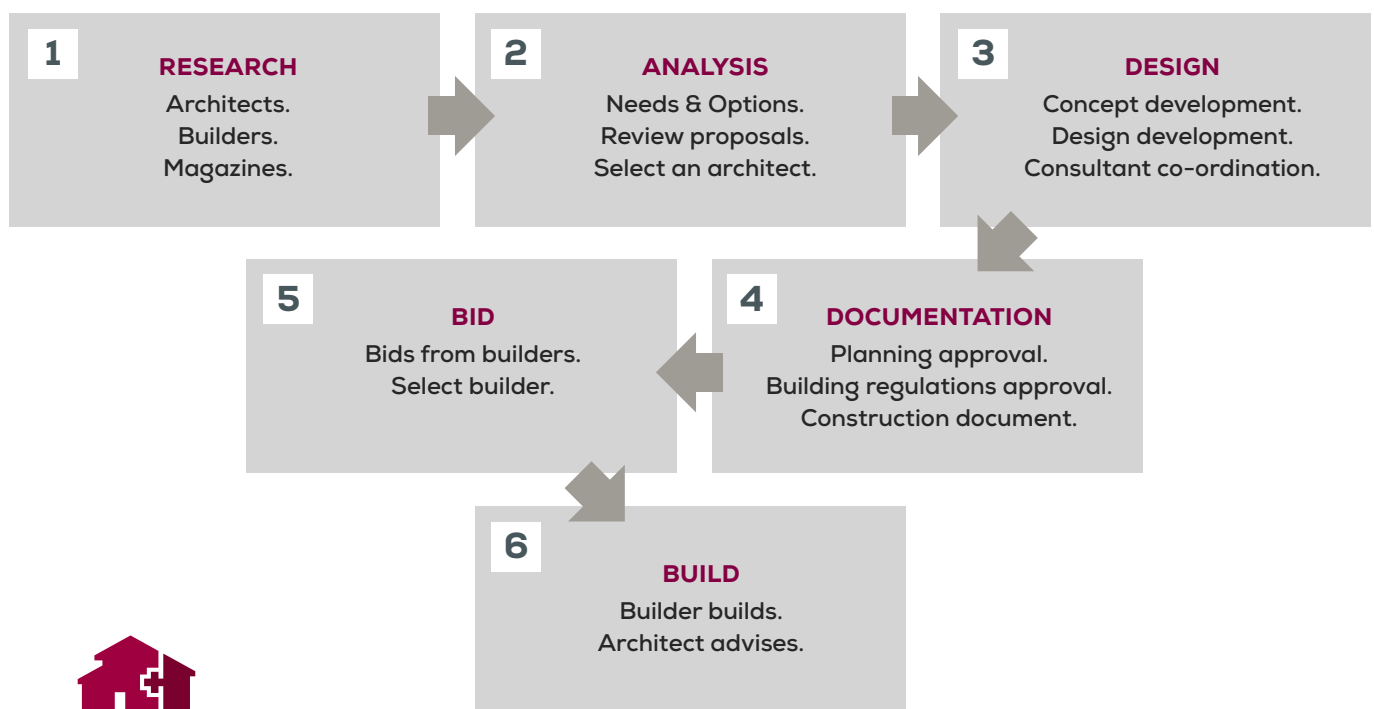 1
RESEARCH
Architects.
Builders.
Magazines.
2
ANALYSIS
Needs & Options.
Review proposals.
Select an architect.
3
DESIGN
Concept development.
Design development.
Consultant co-ordination.
4
DOCUMENTATION
Planning approval.
Building regulations approval.
Construction document.
5
BID
Bids from builders.
Select builder.
6
BUILD
Builder builds.
Architect advises.